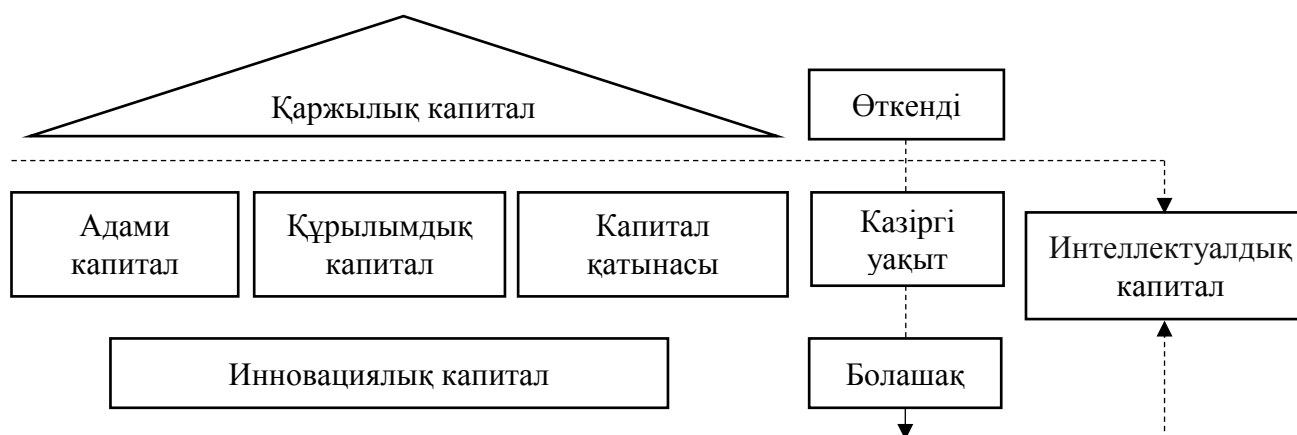 Қаржылық капитал
Өткенді
Адами
капитал
Құрылымдық
капитал
Капитал
қатынасы
Казіргі
уақыт
Интеллектуалдық
капитал
Инновациялық капитал
Болашақ